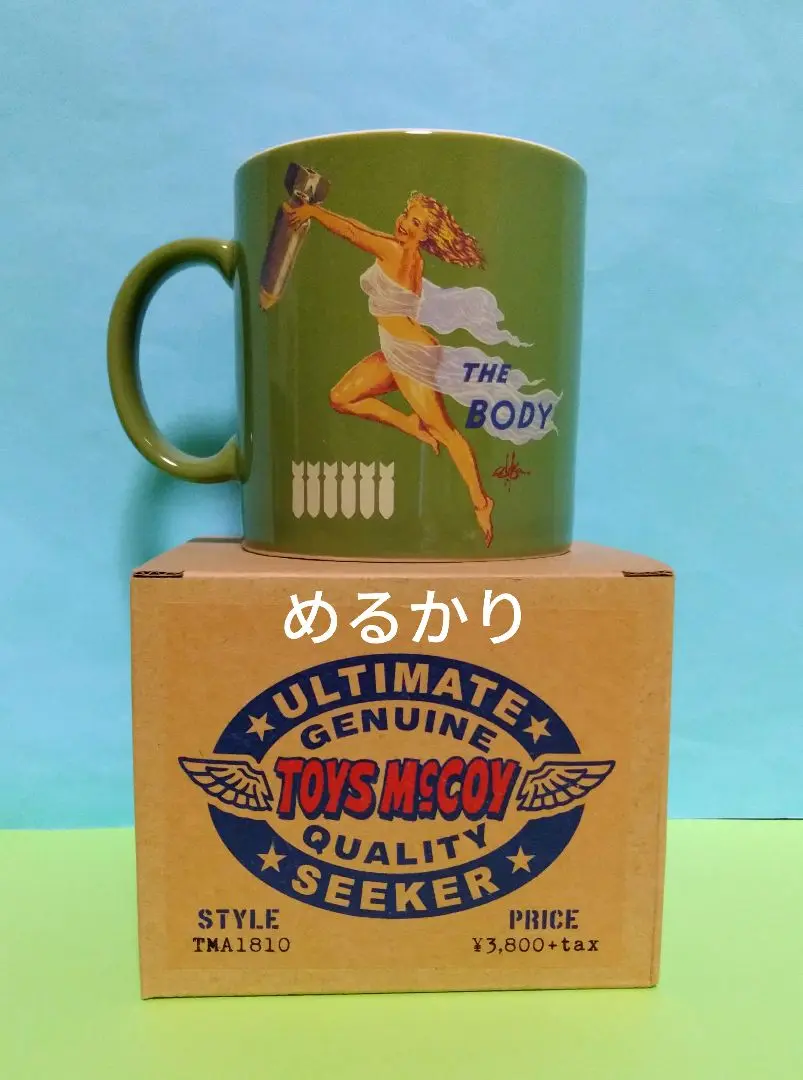 THE
BODY
めるかり
ULTIMATE
GENUINE
TOYS McCOY
QUALITY
SEEKER
STYLE
PRICE
TMA1810
¥3,800+tax